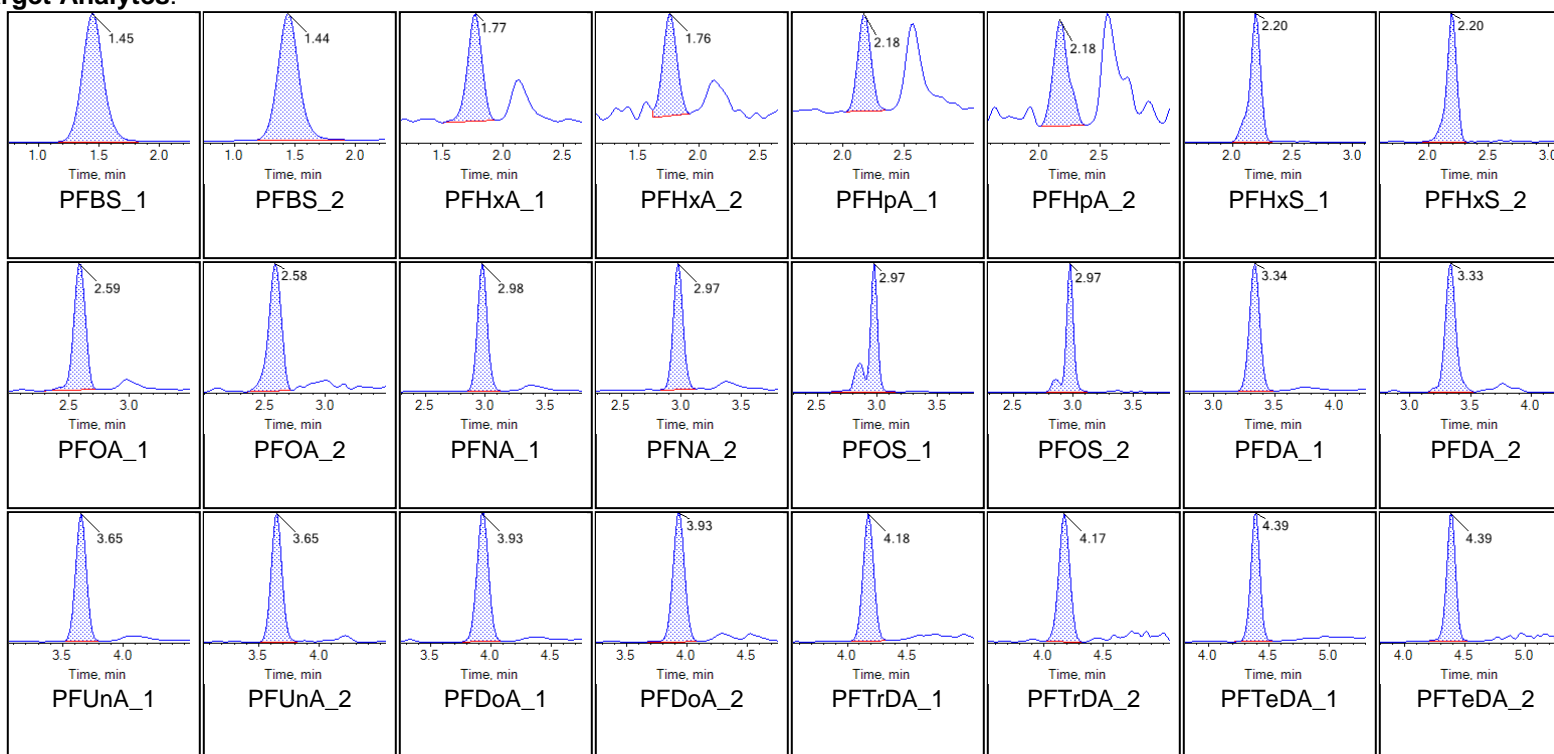 rget Analytes:
1.45 1.44 1.77 1.76 2.18 2.18 2.20 2.20
1.0 1.5 2.0 1.0 1.5 2.0 1.5 2.0 2.5 1.5 2.0 2.5 2.0 2.5 2.0 2.5 2.0 2.5 3.0 2.0 2.5 3.0
Time, min Time, min Time, min Time, min Time, min Time, min Time, min Time, min
PFBS_1 PFBS_2 PFHxA_1 PFHxA_2 PFHpA_1 PFHpA_2 PFHxS_1 PFHxS_2
2.59 2.58 2.98 2.97 2.97 2.97 3.34 3.33
2.5 3.0 2.5 3.0 2.5 3.0 3.5 2.5 3.0 3.5 2.5 3.0 3.5 2.5 3.0 3.5 3.0 3.5 4.0 3.0 3.5 4.0
Time, min Time, min Time, min Time, min Time, min Time, min Time, min Time, min
PFOA_1 PFOA_2 PFNA_1 PFNA_2 PFOS_1 PFOS_2 PFDA_1 PFDA_2
3.65 3.65 3.93 3.93 4.18 4.17 4.39 4.39
3.5 4.0 3.5 4.0 3.5 4.0 4.5 3.5 4.0 4.5 4.0 4.5 4.0 4.5 4.0 4.5 5.0 4.0 4.5 5.0
Time, min Time, min Time, min Time, min Time, min Time, min Time, min Time, min
PFUnA_1 PFUnA_2 PFDoA_1 PFDoA_2 PFTrDA_1 PFTrDA_2 PFTeDA_1 PFTeDA_2